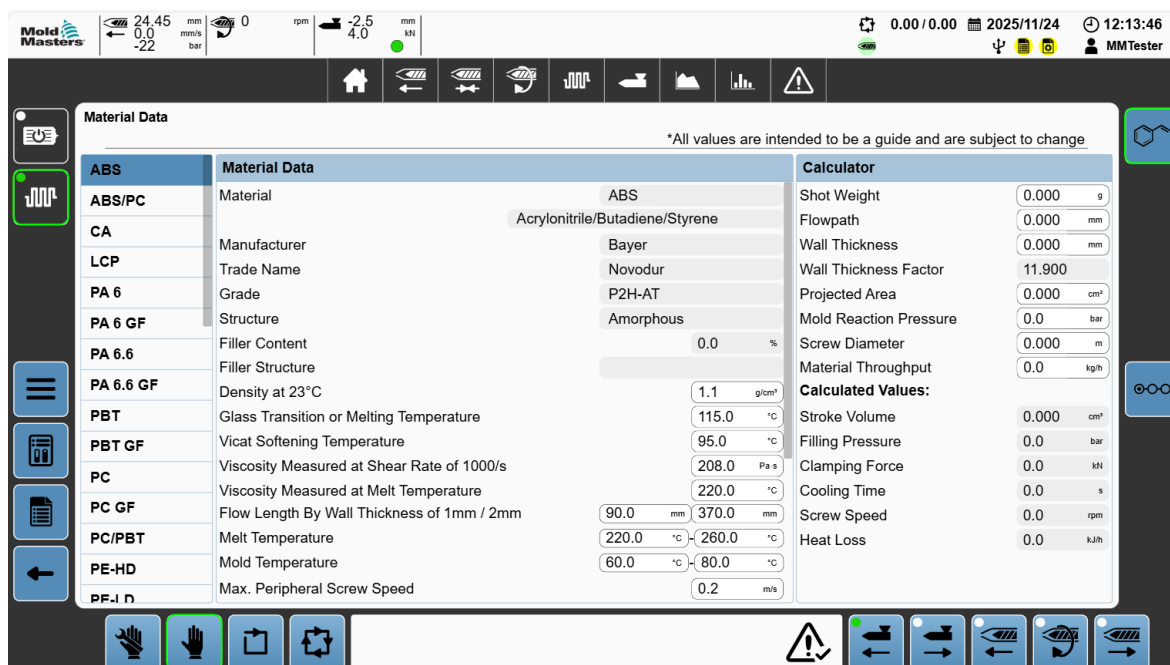 Mold
Masters
24.45 mm
0.0 mm/s
-22 bar
0 rpm
-2.5 mm
4.0 kN
0.00 / 0.00 2025/11/24 12:13:46
MMTester
Material Data
*All values are intended to be a guide and are subject to change
ABS
ABS/PC
CA
LCP
PA 6
PA 6 GF
PA 6.6
PA 6.6 GF
PBT
PBT GF
PC
PC GF
PC/PBT
PE-HD
PE-LD
Material Data
Material ABS
Acrylonitrile/Butadiene/Styrene
Manufacturer Bayer
Trade Name Novodur
Grade P2H-AT
Structure Amorphous
Filler Content 0.0 %
Filler Structure
Density at 23°C 1.1 g/cm³
Glass Transition or Melting Temperature 115.0 °C
Vicat Softening Temperature 95.0 °C
Viscosity Measured at Shear Rate of 1000/s 208.0 Pa·s
Viscosity Measured at Melt Temperature 220.0 °C
Flow Length By Wall Thickness of 1mm / 2mm 90.0 mm 370.0 mm
Melt Temperature 220.0 °C - 260.0 °C
Mold Temperature 60.0 °C - 80.0 °C
Max. Peripheral Screw Speed 0.2 m/s
Calculator
Shot Weight 0.000 g
Flowpath 0.000 mm
Wall Thickness 0.000 mm
Wall Thickness Factor 11.900
Projected Area 0.000 cm²
Mold Reaction Pressure 0.0 bar
Screw Diameter 0.000 m
Material Throughput 0.0 kg/h
Calculated Values:
Stroke Volume 0.000 cm³
Filling Pressure 0.0 bar
Clamping Force 0.0 kN
Cooling Time 0.0 s
Screw Speed 0.0 rpm
Heat Loss 0.0 kJ/h